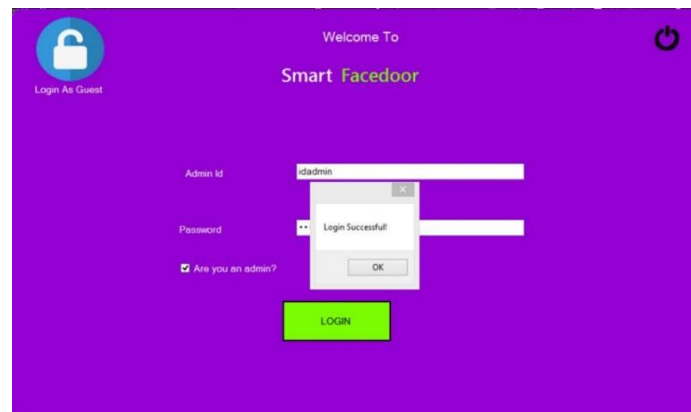 Welcome To
Smart Facedoor
Login As Guest
Admin Id
idadmin
Login Successful!
Password
Are you an admin?
OK
LOGIN